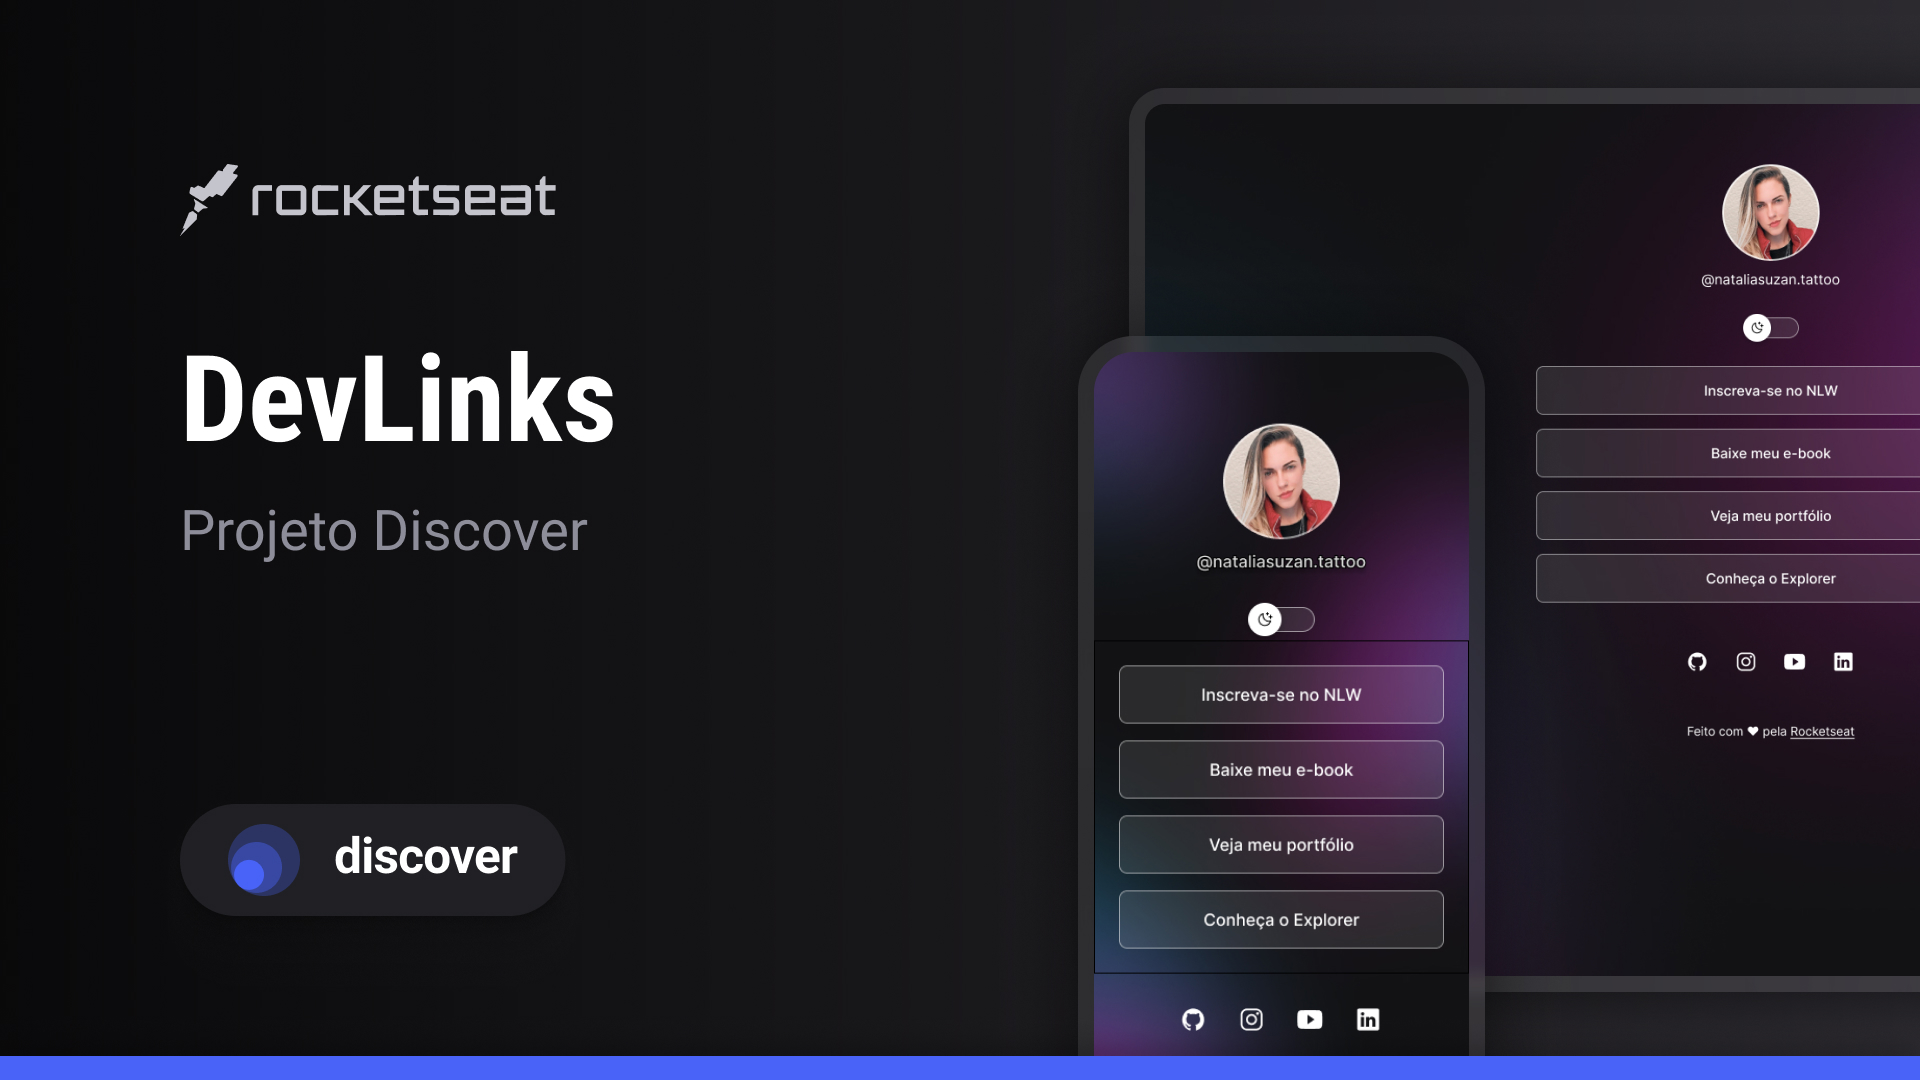 rocketseat
DevLinks
Projeto Discover
discover
@nataliasuzan.tattoo
Inscreva-se no NLW
Baixe meu e-book
Veja meu portfólio
Conheça o Explorer
@nataliasuzan.tattoo
Inscreva-se no NLW
Baixe meu e-book
Veja meu portfólio
Conheça o Explorer
Feito com ♥ pela Rocketseat